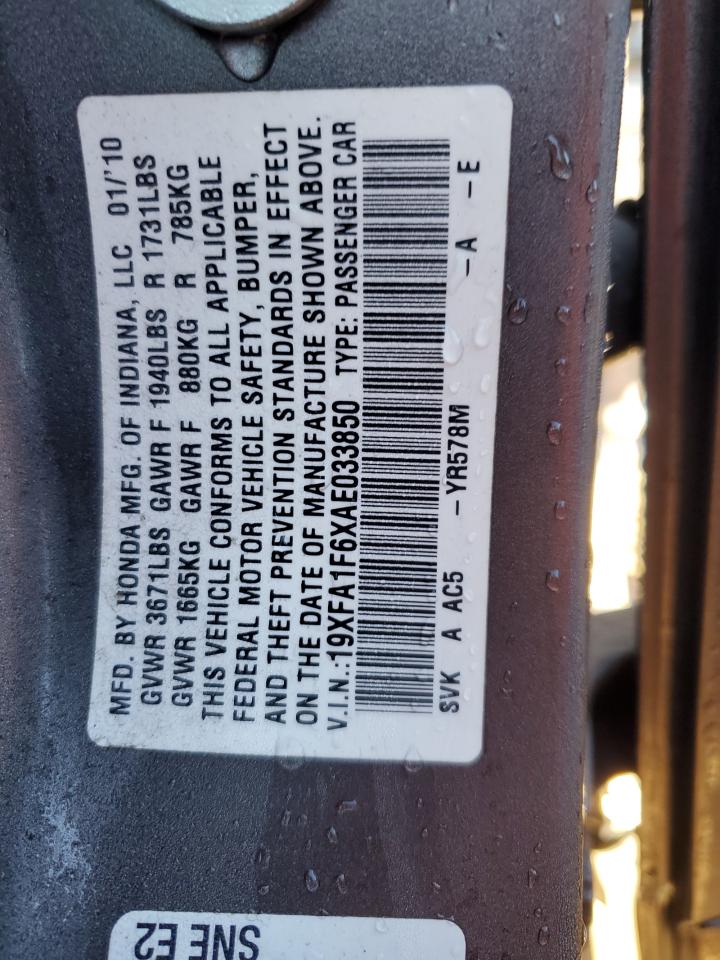 MFD. BY HONDA MFG. OF INDIANA, LLC 01/'10
GVWR 3671LBS GAWR F 1940LBS R 1731LBS
GVWR 1665KG GAWR F 880KG R 785KG
THIS VEHICLE CONFORMS TO ALL APPLICABLE
FEDERAL MOTOR VEHICLE SAFETY, BUMPER,
AND THEFT PREVENTION STANDARDS IN EFFECT
ON THE DATE OF MANUFACTURE SHOWN ABOVE.
V.I.N.:19XFA1F6XAE033850 TYPE: PASSENGER CAR
SVK A AC5 -YR578M -A -E
SNE E2